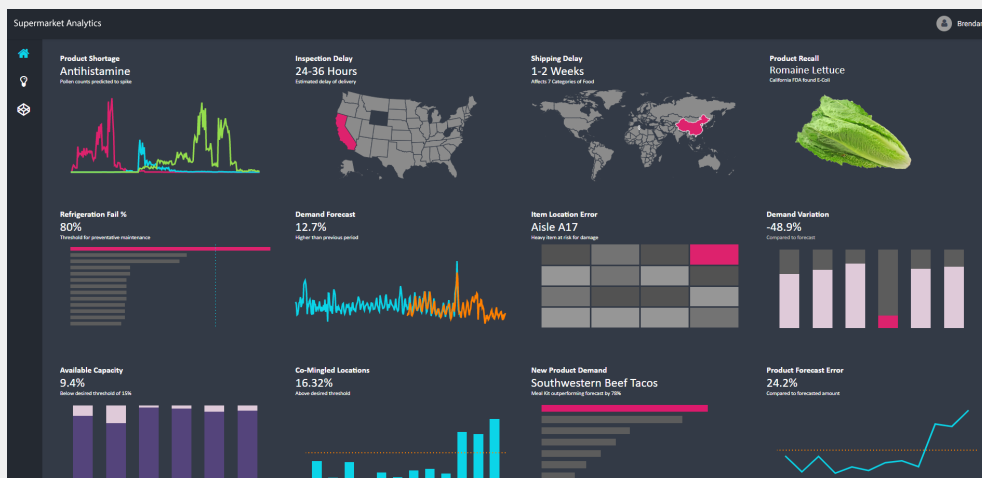 Supermarket Analytics
Brendan
Product Shortage
Antihistamine
Pollen counts predicted to spike
Inspection Delay
24-36 Hours
Estimated delay of delivery
Shipping Delay
1-2 Weeks
Affects 7 Categories of Food
Product Recall
Romaine Lettuce
California FDA found E-Coli
Refrigeration Fail %
80%
Threshold for preventative maintenance
Demand Forecast
12.7%
Higher than previous period
Item Location Error
Aisle A17
Heavy item at risk for damage
Demand Variation
-48.9%
Compared to forecast
Available Capacity
9.4%
Below desired threshold of 15%
Co-Mingled Locations
16.32%
Above desired threshold
New Product Demand
Southwestern Beef Tacos
Meal Kit outperforming forecast by 78%
Product Forecast Error
24.2%
Compared to forecasted amount